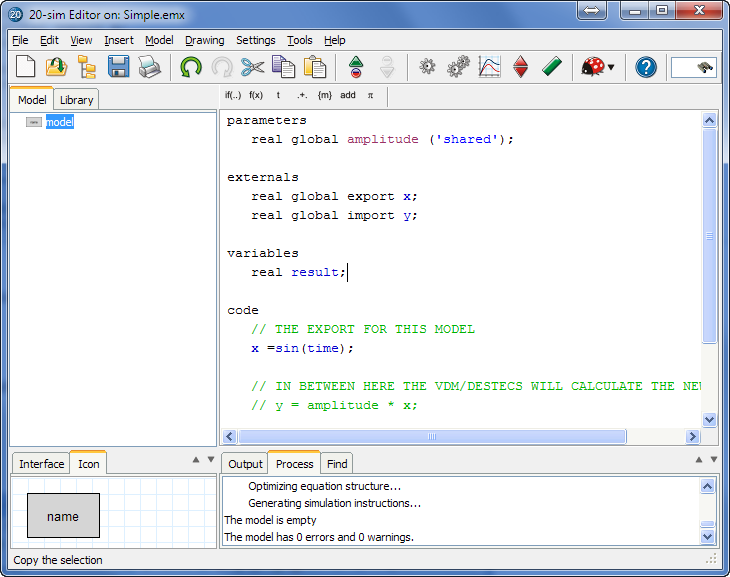 20-sim Editor on: Simple.emx
File Edit View Insert Model Drawing Settings Tools Help
Model Library
if(..) f(x) t .+. {m} add π
model
parameters
real global amplitude ('shared');
externals
real global export x;
real global import y;
variables
real result;
code
// THE EXPORT FOR THIS MODEL
x =sin(time);
// IN BETWEEN HERE THE VDM/DESTECS WILL CALCULATE THE NEW
// y = amplitude * x;
Interface Icon
name
Output Process Find
Optimizing equation structure...
Generating simulation instructions...
The model is empty
The model has 0 errors and 0 warnings.
Copy the selection